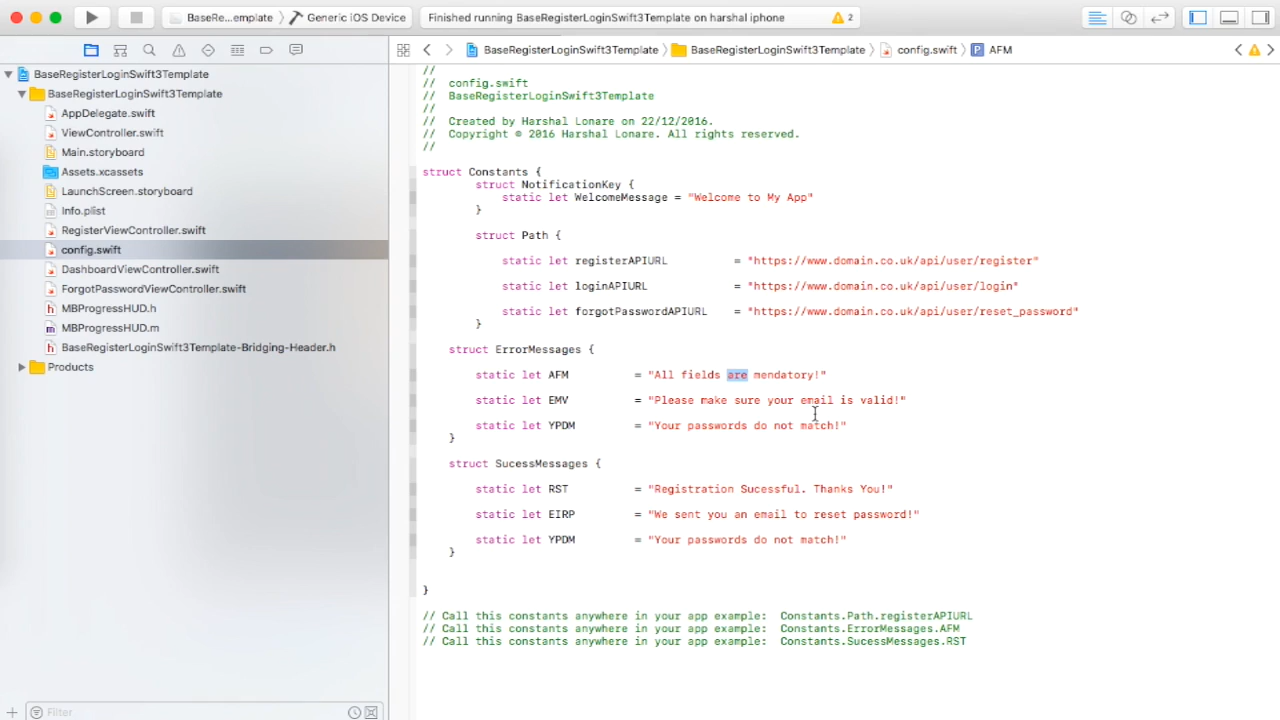 BaseRe...emplate
Generic iOS Device
Finished running BaseRegisterLoginSwift3Template on harshal iphone
2
BaseRegisterLoginSwift3Template
BaseRegisterLoginSwift3Template
config.swift
P AFM
BaseRegisterLoginSwift3Template
BaseRegisterLoginSwift3Template
AppDelegate.swift
ViewController.swift
Main.storyboard
Assets.xcassets
LaunchScreen.storyboard
Info.plist
RegisterViewController.swift
config.swift
DashboardViewController.swift
ForgotPasswordViewController.swift
h MBProgressHUD.h
m MBProgressHUD.m
h BaseRegisterLoginSwift3Template-Bridging-Header.h
Products
Filter
//
// config.swift
// BaseRegisterLoginSwift3Template
//
// Created by Harshal Lonare on 22/12/2016.
// Copyright © 2016 Harshal Lonare. All rights reserved.
//
struct Constants {
struct NotificationKey {
static let WelcomeMessage = "Welcome to My App"
}
struct Path {
static let registerAPIURL = "https://www.domain.co.uk/api/user/register"
static let loginAPIURL = "https://www.domain.co.uk/api/user/login"
static let forgotPasswordAPIURL = "https://www.domain.co.uk/api/user/reset_password"
}
struct ErrorMessages {
static let AFM = "All fields are mendatory!"
static let EMV = "Please make sure your email is valid!"
static let YPDM = "Your passwords do not match!"
}
struct SucessMessages {
static let RST = "Registration Sucessful. Thanks You!"
static let EIRP = "We sent you an email to reset password!"
static let YPDM = "Your passwords do not match!"
}
}
// Call this constants anywhere in your app example: Constants.Path.registerAPIURL
// Call this constants anywhere in your app example: Constants.ErrorMessages.AFM
// Call this constants anywhere in your app example: Constants.SucessMessages.RST